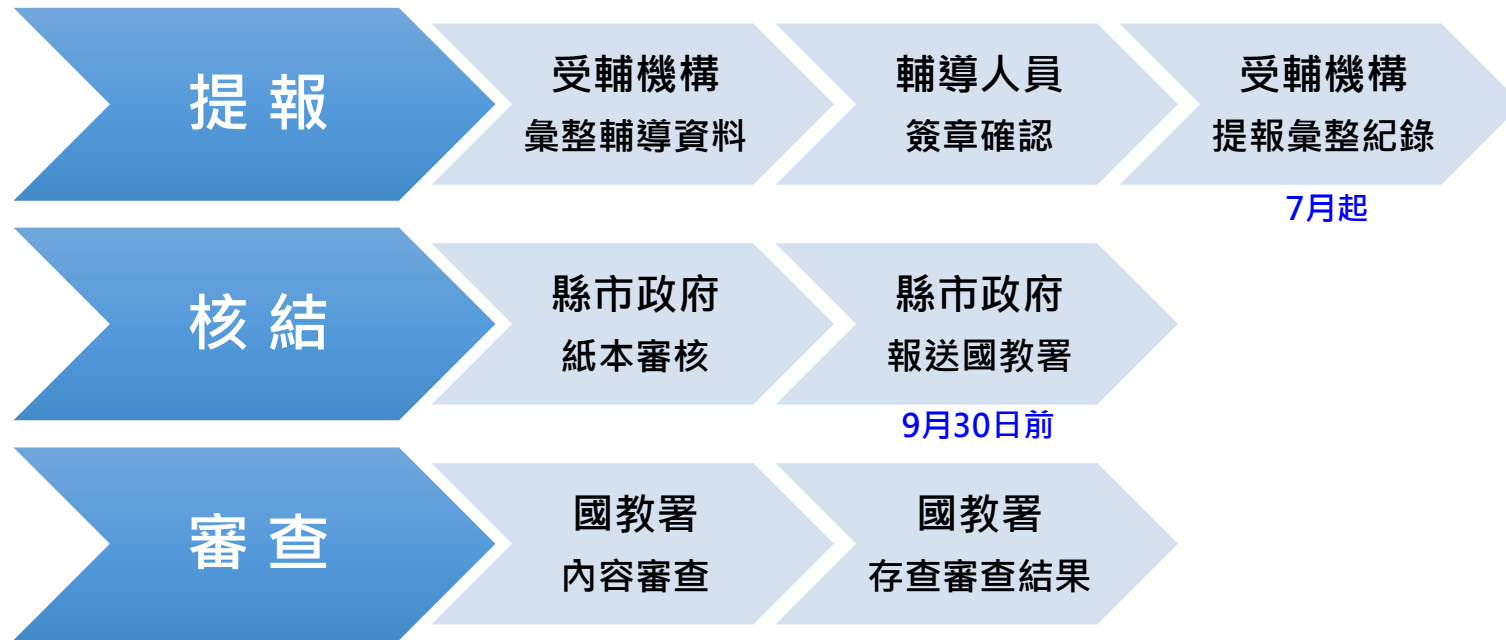 提報
受輔機構
彙整輔導資料
輔導人員
簽章確認
受輔機構
提報彙整紀錄
7月起
核結
縣市政府
紙本審核
縣市政府
報送國教署
9月30日前
審查
國教署
內容審查
國教署
存查審查結果